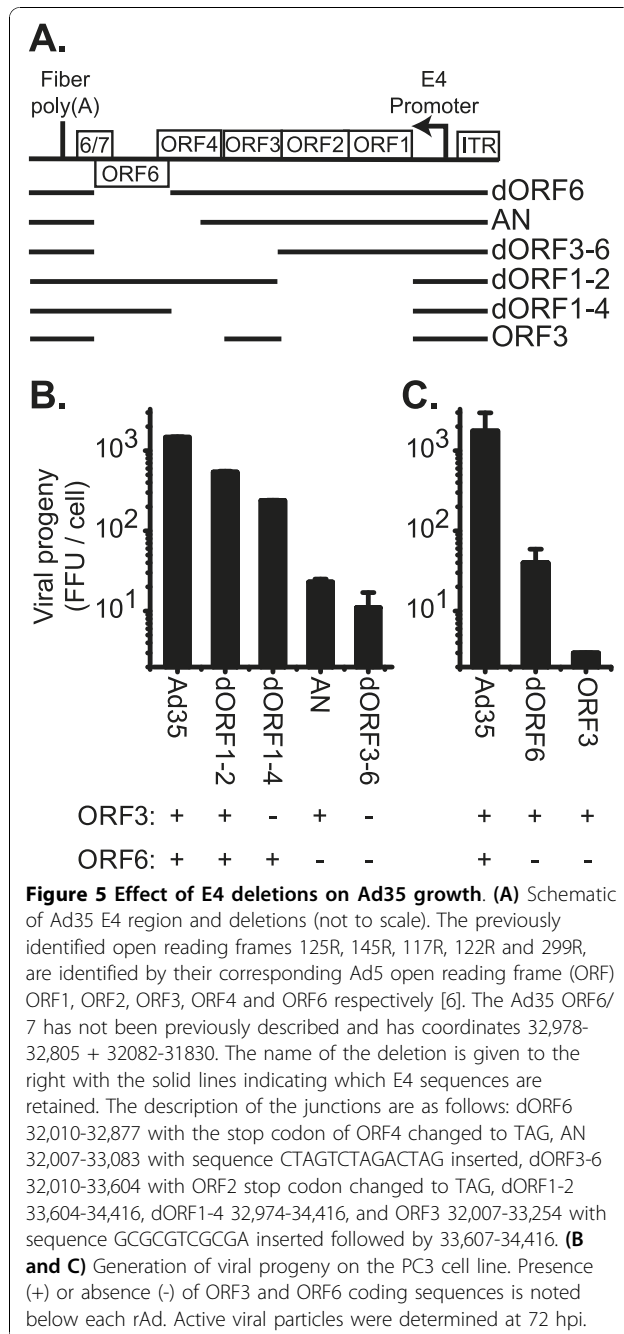 A.
Fiber
poly(A)
E4
Promoter
6/7
ORF4
ORF3
ORF2
ORF1
ITR
ORF6
dORF6
AN
dORF3-6
dORF1-2
dORF1-4
ORF3
B.
C.
Viral progeny
(FFU / cell)
10³
10²
10¹
10³
10²
10¹
Ad35
dORF1-2
dORF1-4
AN
dORF3-6
Ad35
dORF6
ORF3
ORF3: + + - + - + + +
ORF6: + + + - - + - -
Figure 5 Effect of E4 deletions on Ad35 growth. (A) Schematic
of Ad35 E4 region and deletions (not to scale). The previously
identified open reading frames 125R, 145R, 117R, 122R and 299R,
are identified by their corresponding Ad5 open reading frame (ORF)
ORF1, ORF2, ORF3, ORF4 and ORF6 respectively [6]. The Ad35 ORF6/
7 has not been previously described and has coordinates 32,978-
32,805 + 32082-31830. The name of the deletion is given to the
right with the solid lines indicating which E4 sequences are
retained. The description of the junctions are as follows: dORF6
32,010-32,877 with the stop codon of ORF4 changed to TAG, AN
32,007-33,083 with sequence CTAGTCTAGACTAG inserted, dORF3-6
32,010-33,604 with ORF2 stop codon changed to TAG, dORF1-2
33,604-34,416, dORF1-4 32,974-34,416, and ORF3 32,007-33,254 with
sequence GCGCGTCGCGA inserted followed by 33,607-34,416. (B
and C) Generation of viral progeny on the PC3 cell line. Presence
(+) or absence (-) of ORF3 and ORF6 coding sequences is noted
below each rAd. Active viral particles were determined at 72 hpi.